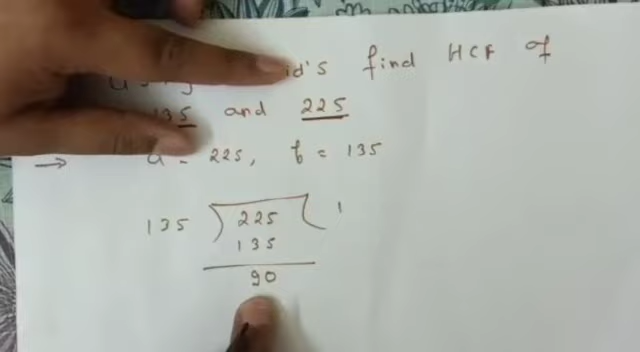 id's find HCF of
135 and 225
a = 225, b = 135
135 ) 225 ( 1
135
90